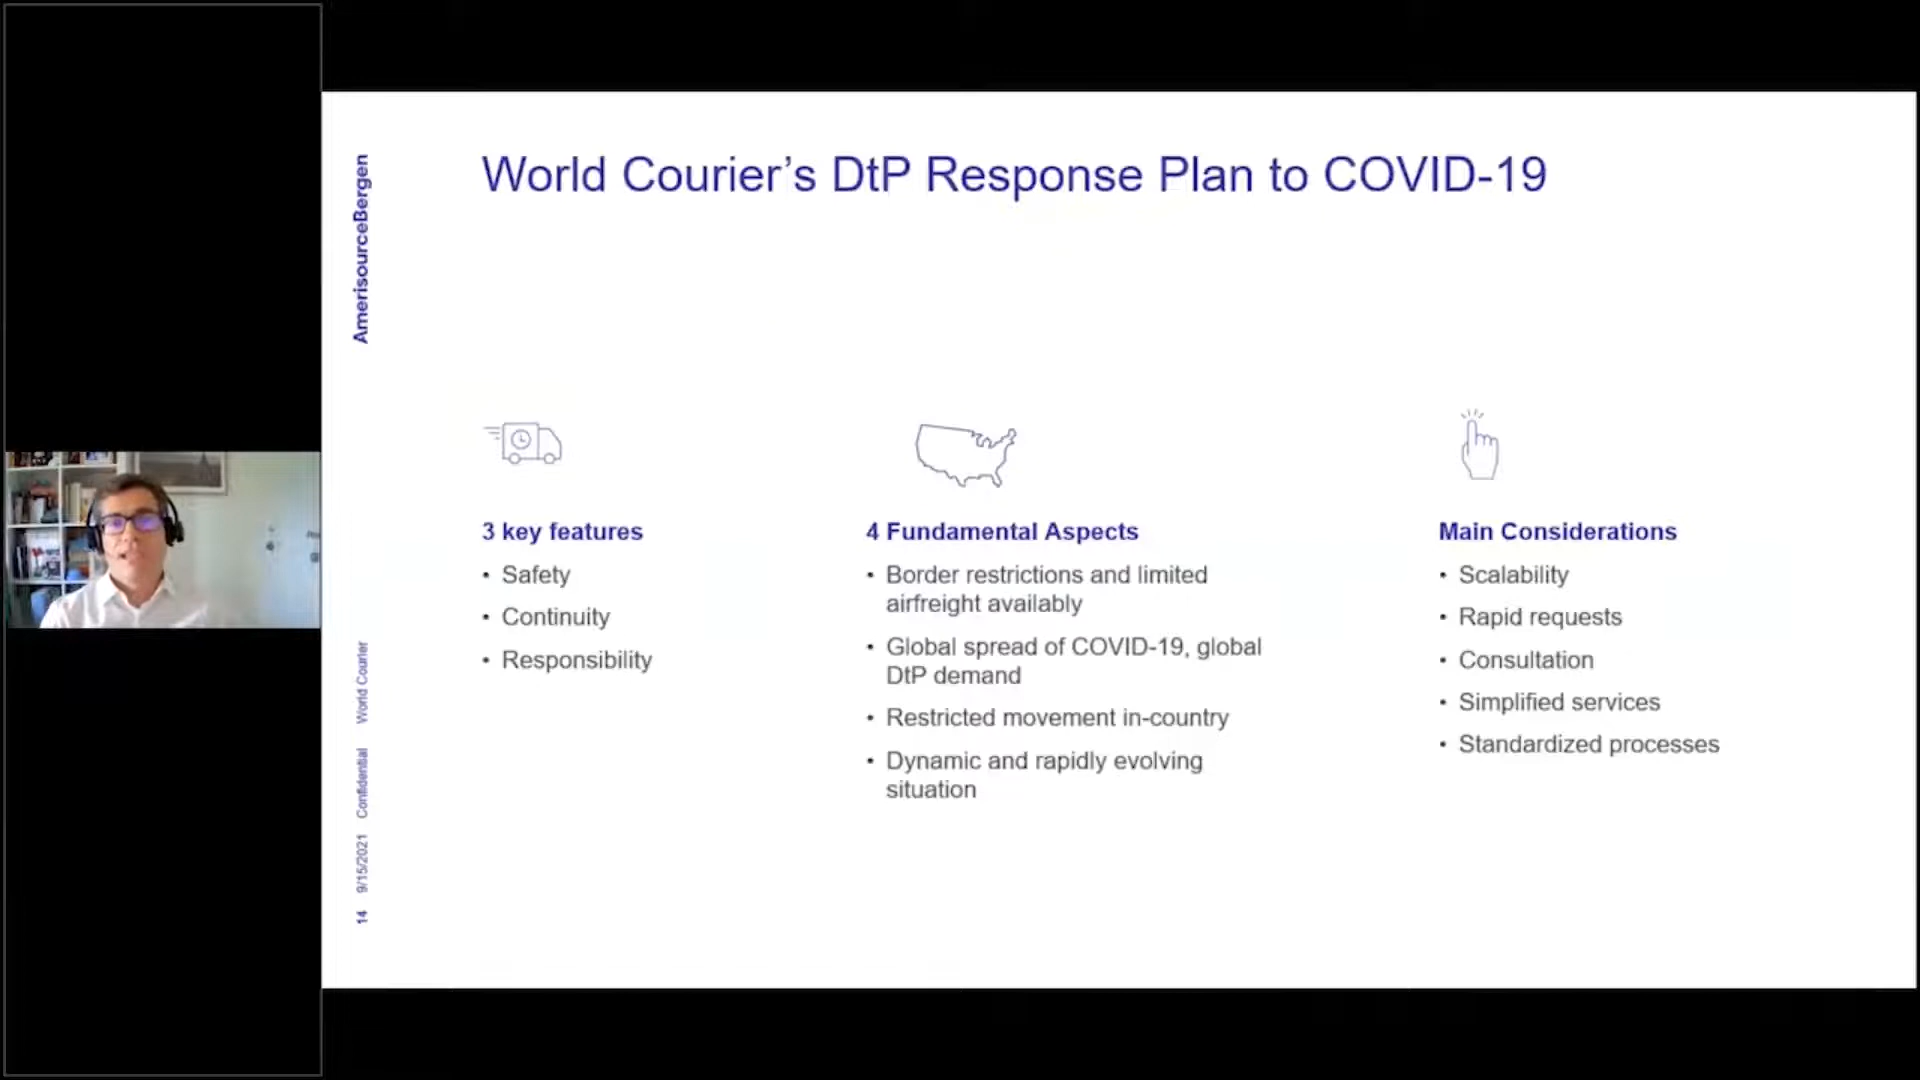 World Courier’s DtP Response Plan to COVID-19
AmerisourceBergen
3 key features
• Safety
• Continuity
• Responsibility
4 Fundamental Aspects
• Border restrictions and limited
airfreight availably
• Global spread of COVID-19, global
DtP demand
• Restricted movement in-country
• Dynamic and rapidly evolving
situation
Main Considerations
• Scalability
• Rapid requests
• Consultation
• Simplified services
• Standardized processes
14 9/15/2021 Confidential World Courier